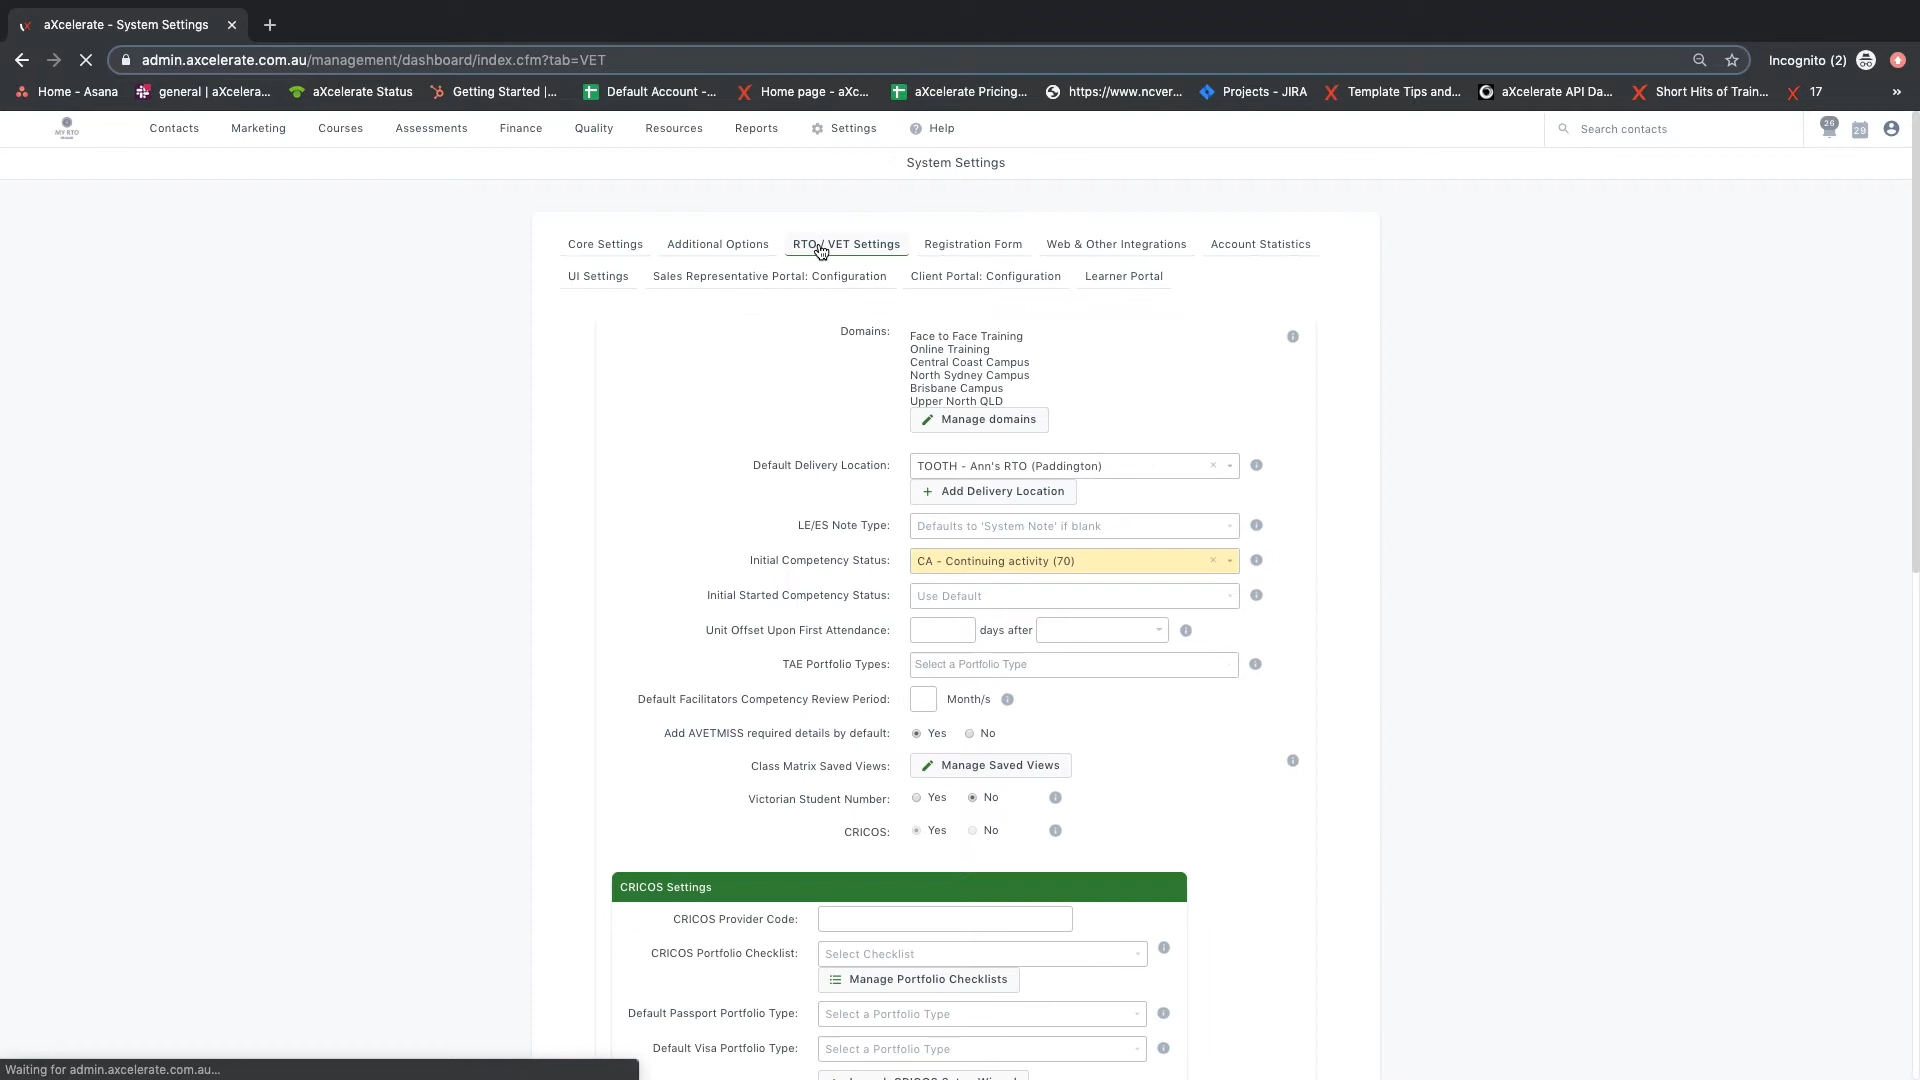 aXcelerate - System Settings
admin.axcelerate.com.au/management/dashboard/index.cfm?tab=VET
Incognito (2)
Home - Asana
general | aXcelera...
aXcelerate Status
Getting Started |...
Default Account -...
Home page - aXc...
aXcelerate Pricing...
https://www.ncver...
Projects - JIRA
Template Tips and...
aXcelerate API Da...
Short Hits of Train...
17
»
MY RTO
Contacts
Marketing
Courses
Assessments
Finance
Quality
Resources
Reports
Settings
Help
Search contacts
26
29
System Settings
Core Settings
Additional Options
RTO / VET Settings
Registration Form
Web & Other Integrations
Account Statistics
UI Settings
Sales Representative Portal: Configuration
Client Portal: Configuration
Learner Portal
Domains:
Face to Face Training
Online Training
Central Coast Campus
North Sydney Campus
Brisbane Campus
Upper North QLD
Manage domains
Default Delivery Location:
TOOTH - Ann's RTO (Paddington)
Add Delivery Location
LE/ES Note Type:
Defaults to 'System Note' if blank
Initial Competency Status:
CA - Continuing activity (70)
Initial Started Competency Status:
Use Default
Unit Offset Upon First Attendance:
days after
TAE Portfolio Types:
Select a Portfolio Type
Default Facilitators Competency Review Period:
Month/s
Add AVETMISS required details by default:
Yes
No
Class Matrix Saved Views:
Manage Saved Views
Victorian Student Number:
Yes
No
CRICOS:
Yes
No
CRICOS Settings
CRICOS Provider Code:
CRICOS Portfolio Checklist:
Select Checklist
Manage Portfolio Checklists
Default Passport Portfolio Type:
Select a Portfolio Type
Default Visa Portfolio Type:
Select a Portfolio Type
Waiting for admin.axcelerate.com.au...